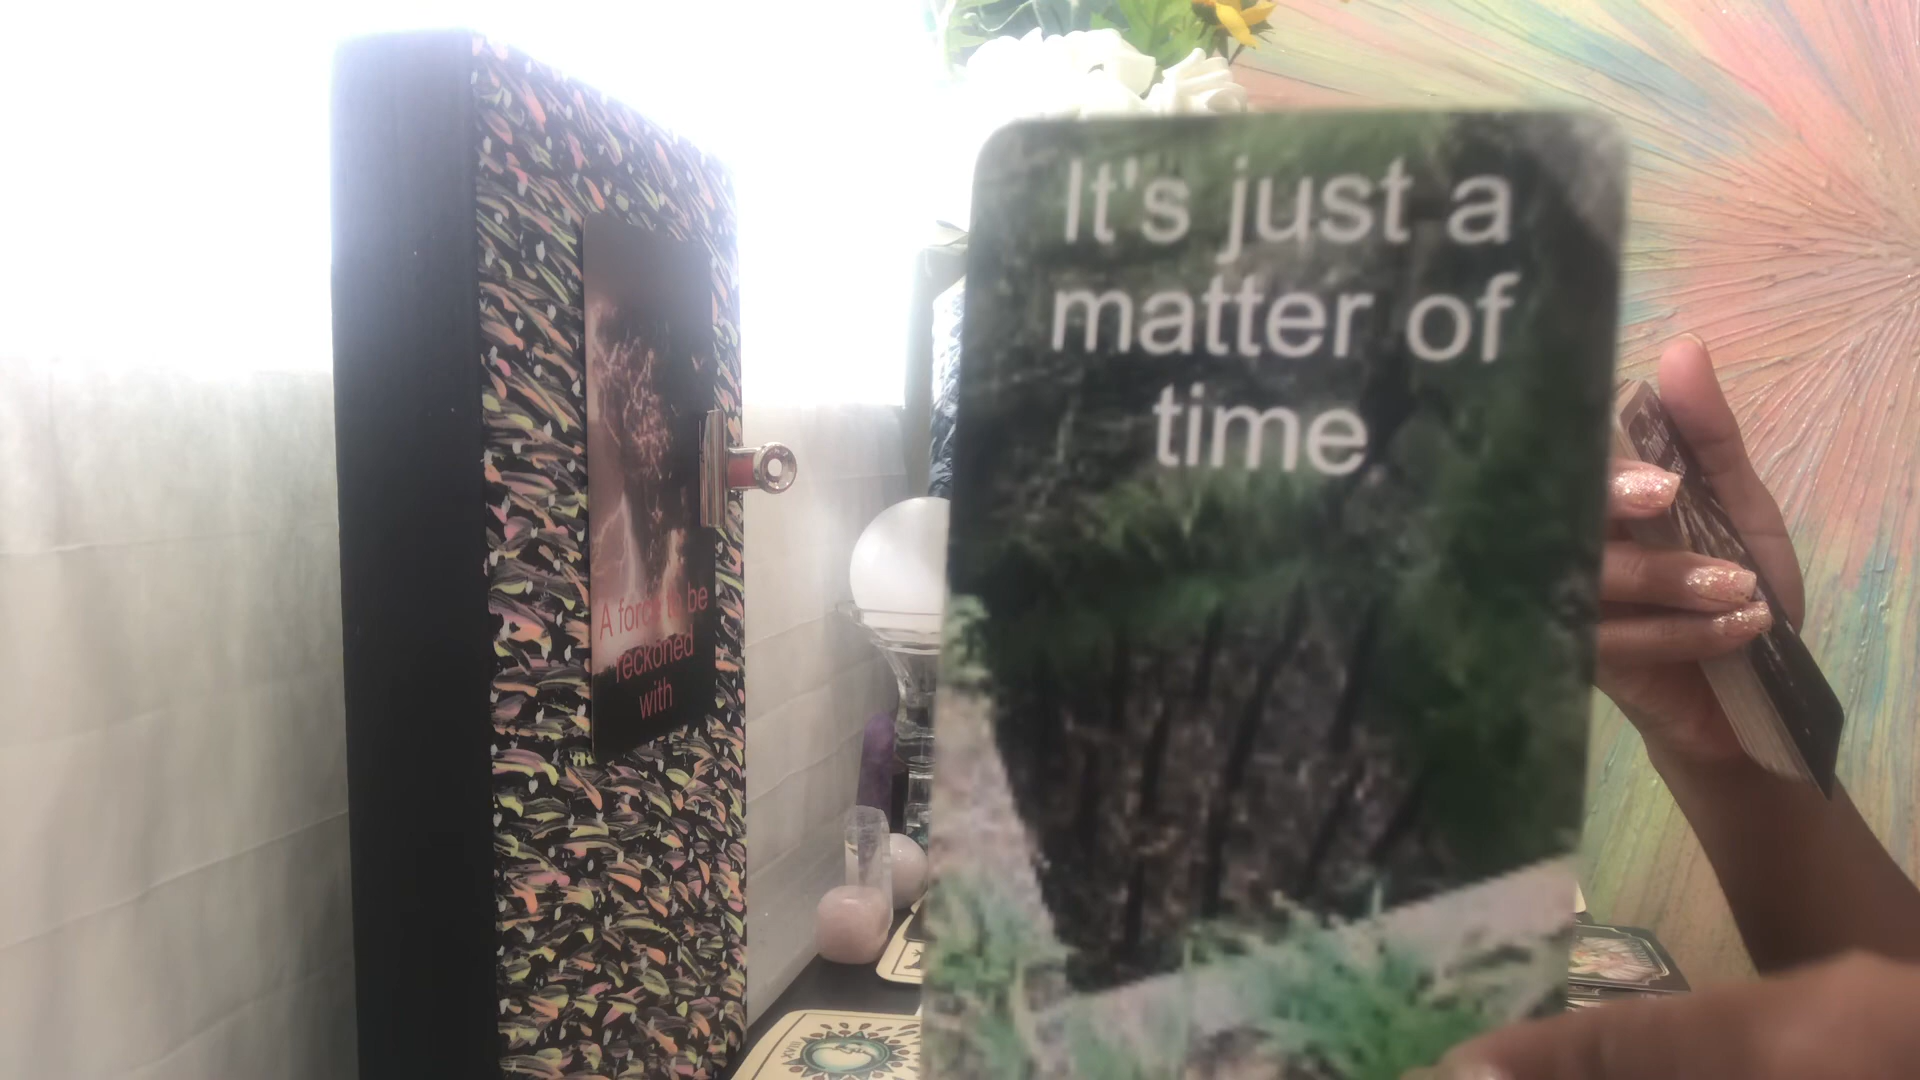 It's just a
matter of
time
A force to be
reckoned
with